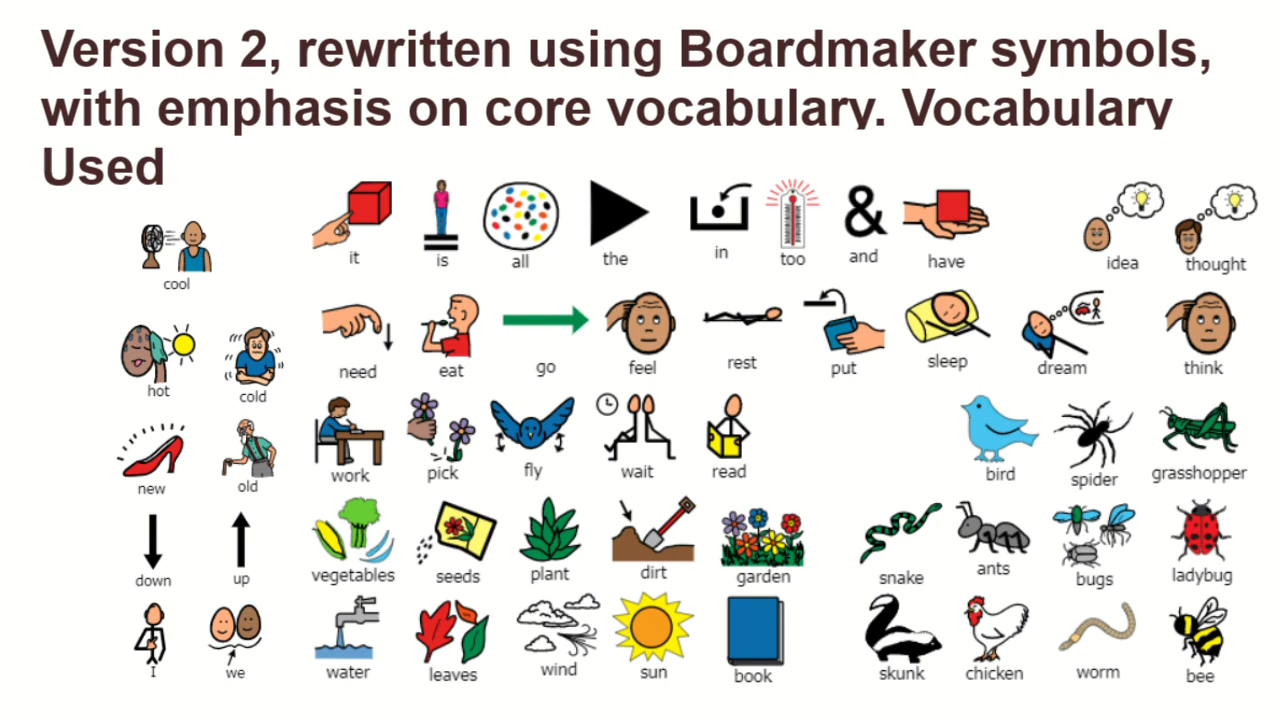 Version 2, rewritten using Boardmaker symbols,
with emphasis on core vocabulary. Vocabulary
Used
it is all the in too and have idea thought
cool
need eat go feel rest put sleep dream think
hot cold
work pick fly wait read bird spider grasshopper
new old
vegetables seeds plant dirt garden snake ants bugs ladybug
down up
I we water leaves wind sun book skunk chicken worm bee
&